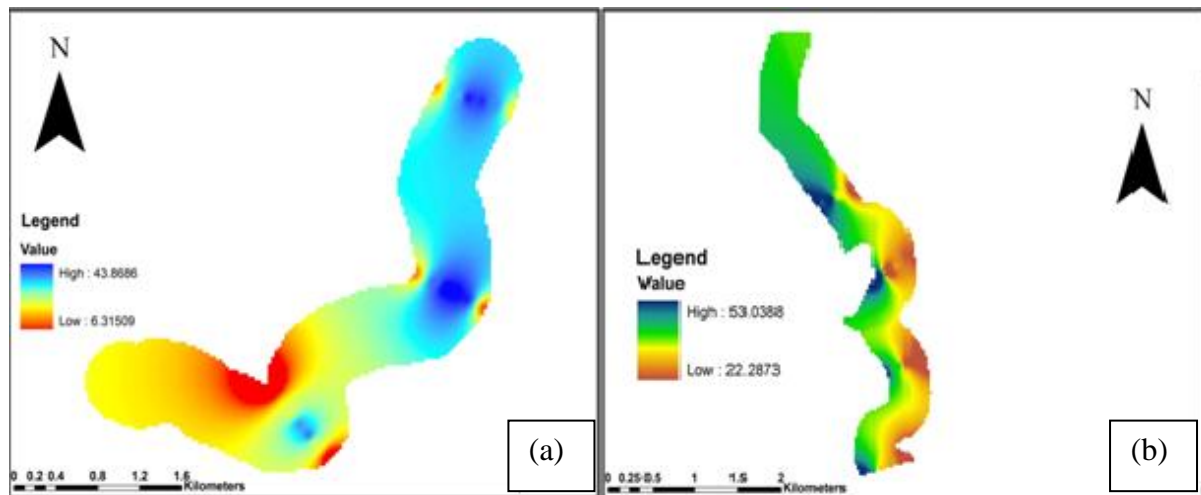 N
Legend
Value
High : 43.8686
Low : 6.31509
0 0.2 0.4 0.8 1.2 1.6
Kilometers
(a)
N
Legend
Value
High : 53.0388
Low : 22.2873
0 0.25 0.5 1 1.5 2
Kilometers
(b)